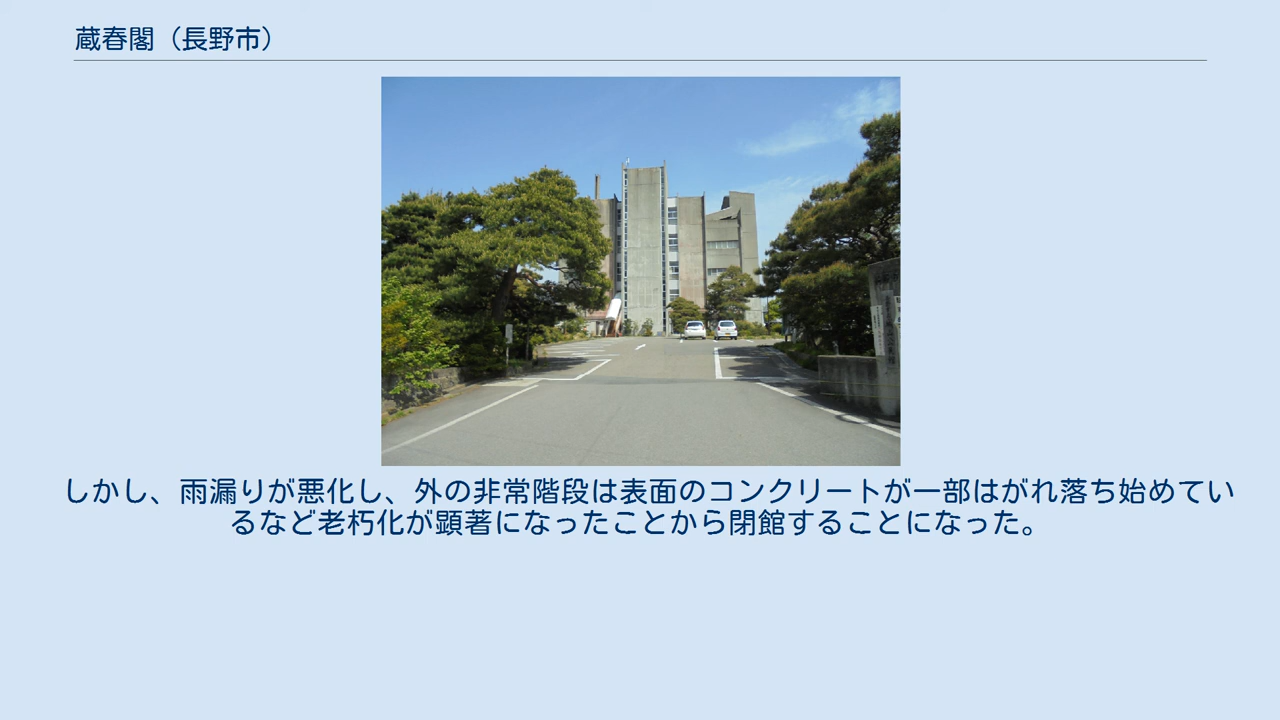 蔵春閣（長野市）
しかし、雨漏りが悪化し、外の非常階段は表面のコンクリートが一部はがれ落ち始めてい
るなど老朽化が顕著になったことから閉館することになった。